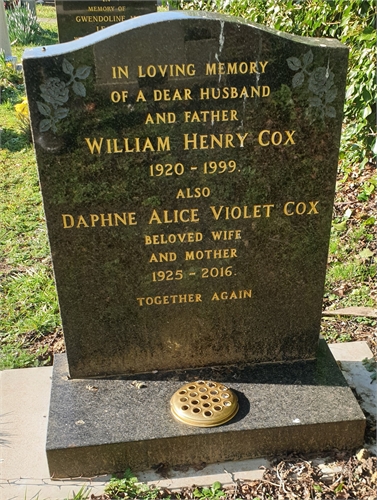 MEMORY OF
GWENDOLINE
IN LOVING MEMORY
OF A DEAR HUSBAND
AND FATHER
WILLIAM HENRY COX
1920 - 1999.
ALSO
DAPHNE ALICE VIOLET COX
BELOVED WIFE
AND MOTHER
1925 - 2016.
TOGETHER AGAIN